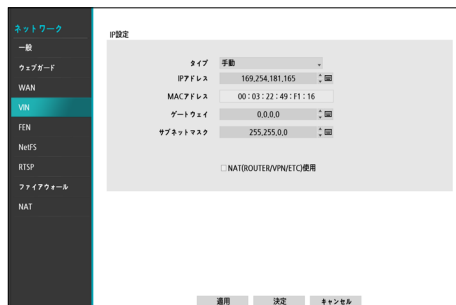 ネットワーク
一般
ウェブガード
WAN
VIN
FEN
NetFS
RTSP
ファイアウォール
NAT
IP設定
タイプ 手動
IPアドレス 169,254,181,165
MACアドレス 00:03:22:49:F1:16
ゲートウェイ 0,0,0,0
サブネットマスク 255,255,0,0
NAT(ROUTER/VPN/ETC)使用
適用 決定 キャンセル